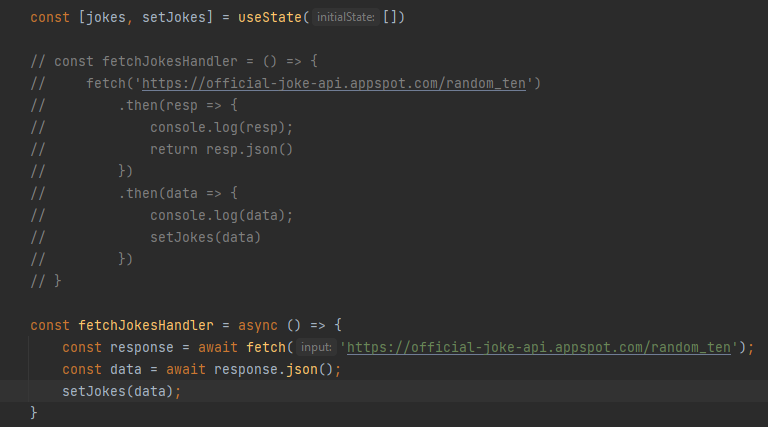 const [jokes, setJokes] = useState( initialState: [])
// const fetchJokesHandler = () => {
//     fetch('https://official-joke-api.appspot.com/random_ten')
//         .then(resp => {
//             console.log(resp);
//             return resp.json()
//         })
//         .then(data => {
//             console.log(data);
//             setJokes(data)
//         })
// }
const fetchJokesHandler = async () => {
    const response = await fetch( input: 'https://official-joke-api.appspot.com/random_ten');
    const data = await response.json();
    setJokes(data);
}